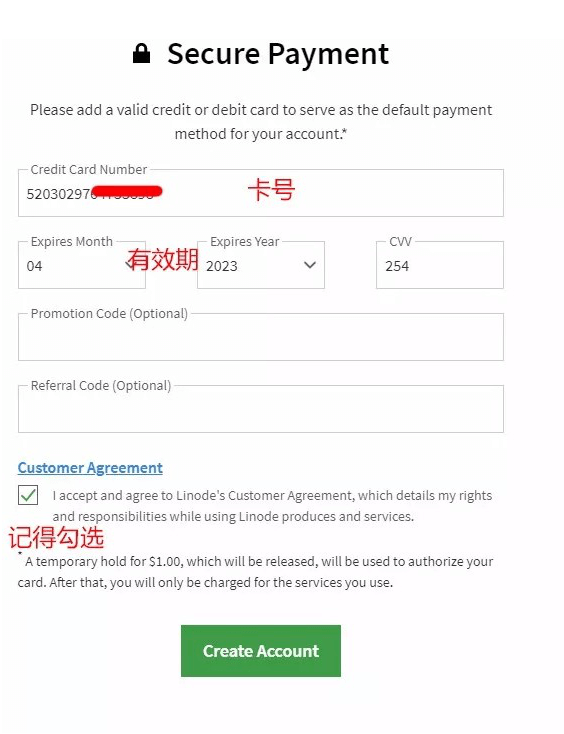 Secure Payment
Please add a valid credit or debit card to serve as the default payment
method for your account.*
Credit Card Number
卡号
Expires Month
Expires Year
CVV
04
有效期
2023
254
Promotion Code (Optional)
Referral Code (Optional)
Customer Agreement
I accept and agree to Linode's Customer Agreement, which details my rights
and responsibilities while using Linode produces and services.
记得勾选
* A temporary hold for $1.00, which will be released, will be used to authorize your
card. After that, you will only be charged for the services you use.
Create Account